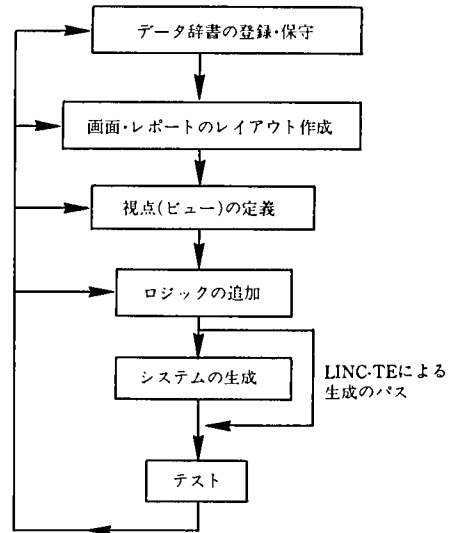 データ辞書の登録・保守
画面・レポートのレイアウト作成
視点(ビュー)の定義
ロジックの追加
システムの生成
LINC・TEによる
生成のパス
テスト